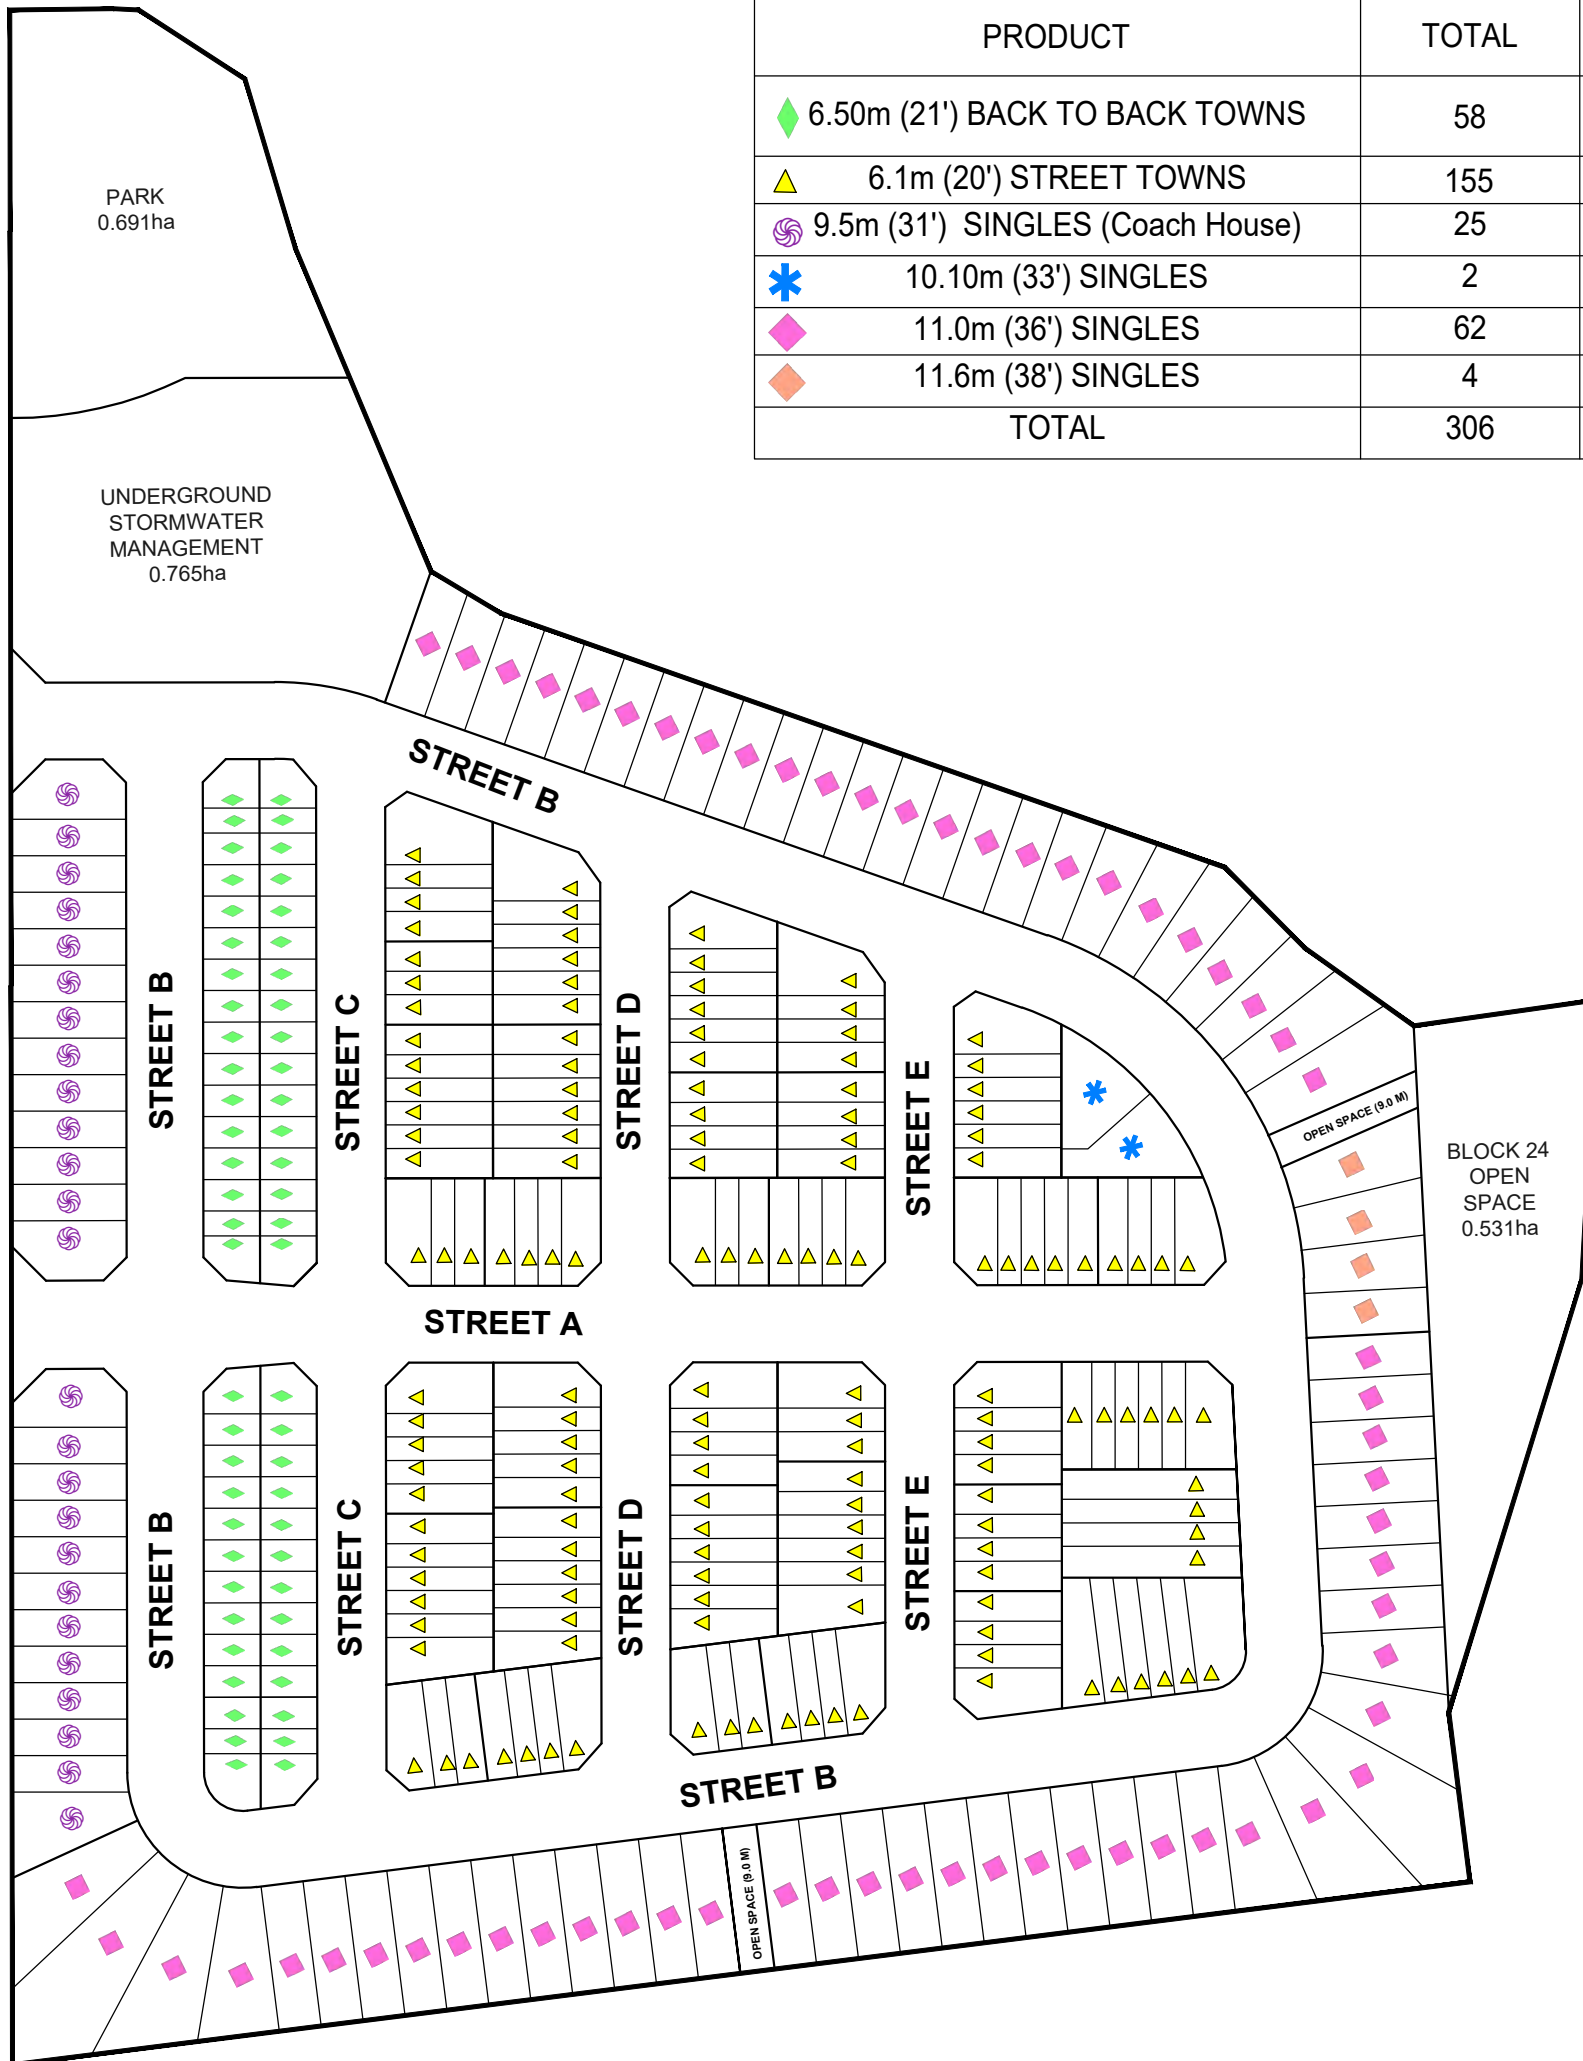 PRODUCT TOTAL
6.50m (21') BACK TO BACK TOWNS 58
6.1m (20') STREET TOWNS 155
9.5m (31') SINGLES (Coach House) 25
10.10m (33') SINGLES 2
11.0m (36') SINGLES 62
11.6m (38') SINGLES 4
TOTAL 306
PARK
0.691ha
UNDERGROUND
STORMWATER
MANAGEMENT
0.765ha
STREET B
STREET B
STREET C
STREET D
STREET E
OPEN SPACE (9.0 M)
BLOCK 24
OPEN
SPACE
0.531ha
STREET A
STREET B
STREET C
STREET D
STREET E
STREET B
OPEN SPACE (9.0 M)